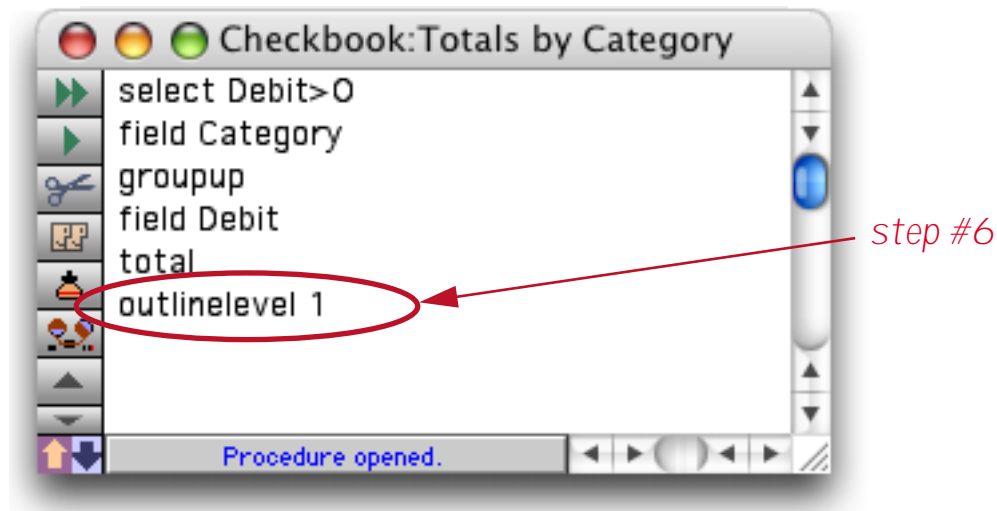 Checkbook:Totals by Category
select Debit>0
field Category
groupup
field Debit
total
outlinelevel 1
step #6
Procedure opened.